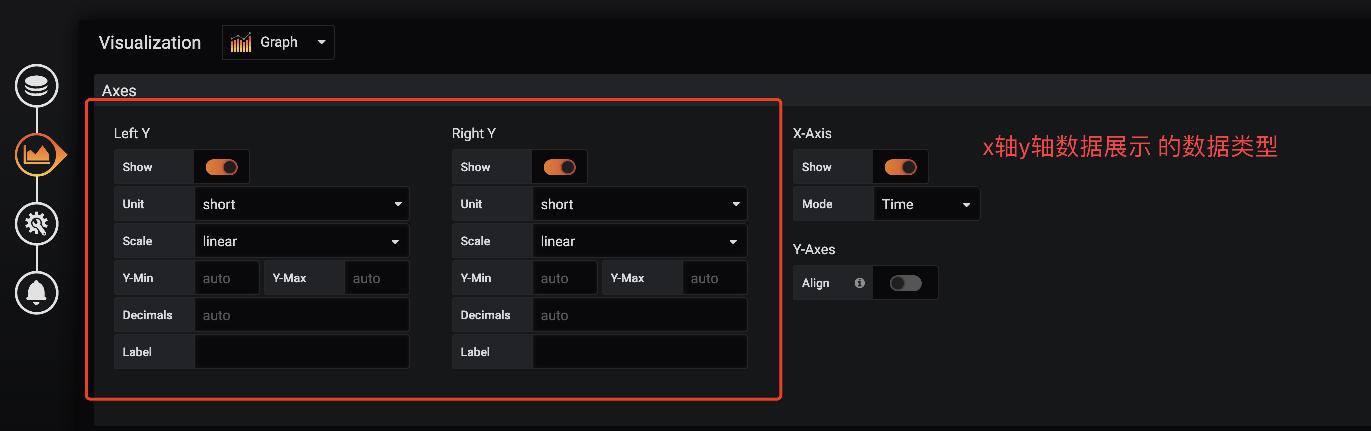 Visualization Graph
Axes
Left Y
Show
Unit short
Scale linear
Y-Min auto Y-Max auto
Decimals auto
Label
Right Y
Show
Unit short
Scale linear
Y-Min auto Y-Max auto
Decimals auto
Label
X-Axis
Show
Mode Time
Y-Axes
Align
x轴y轴数据展示 的数据类型